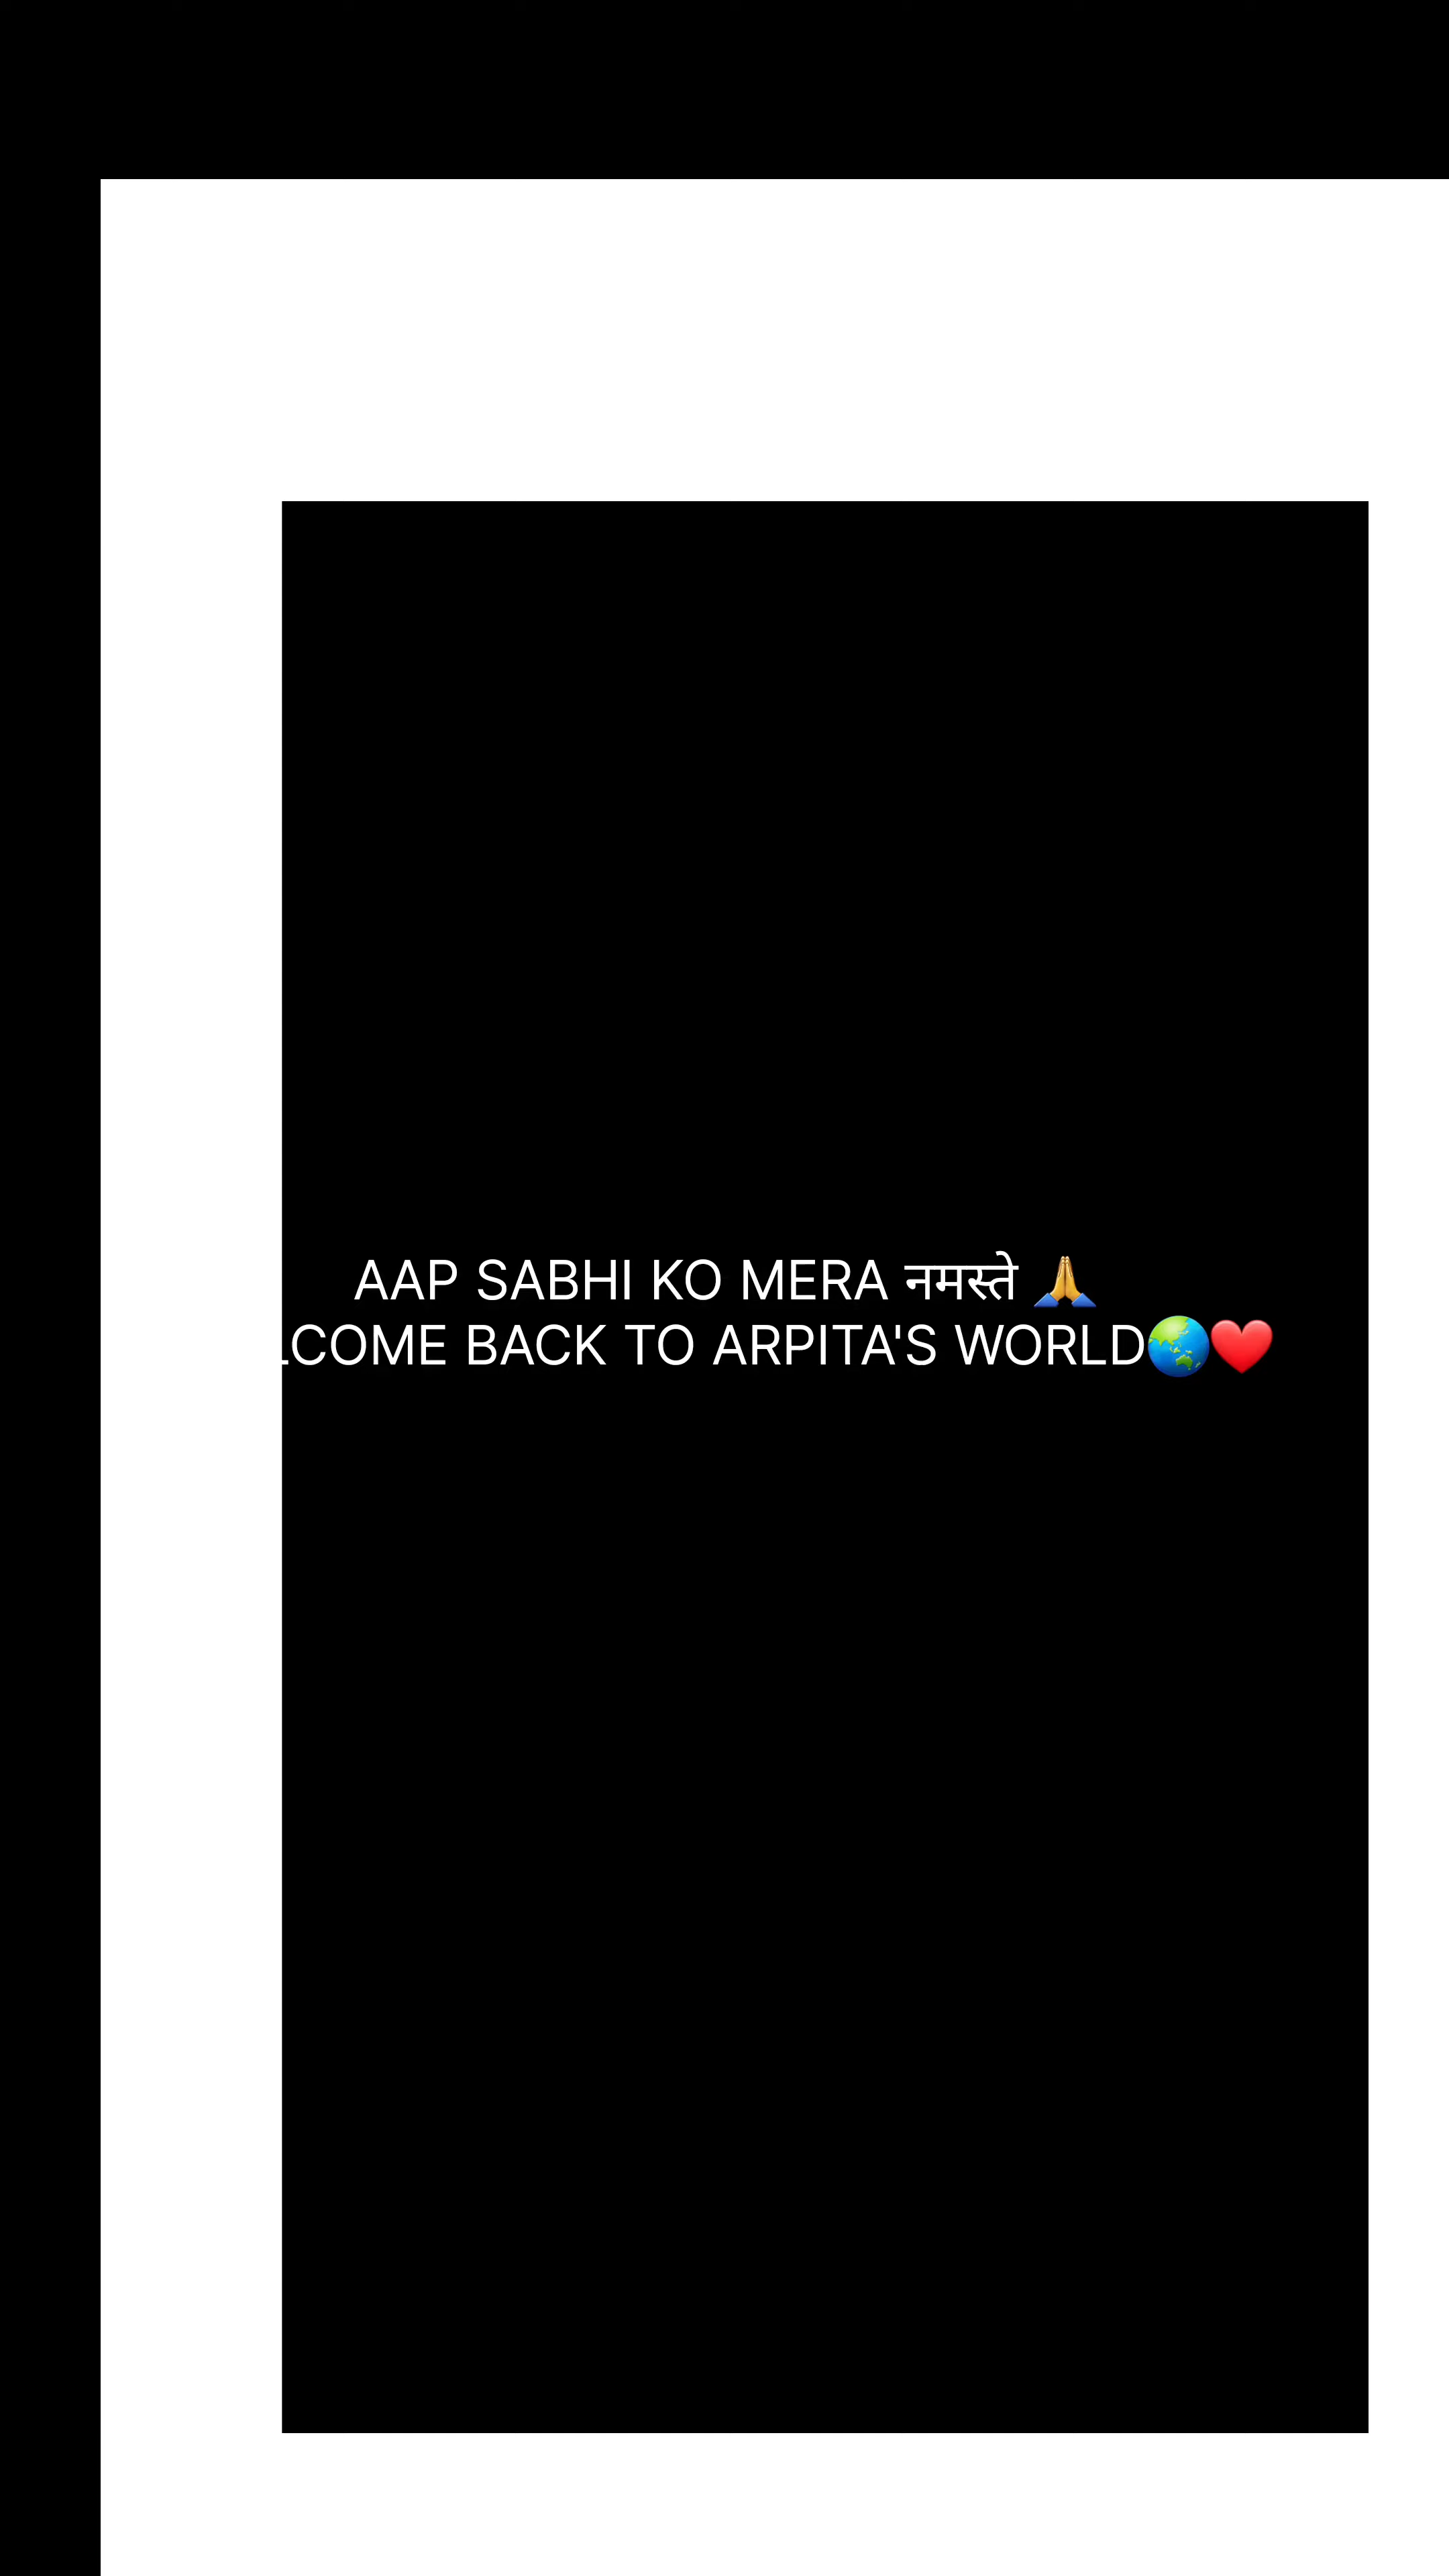 AAP SABHI KO MERA नमस्ते 🙏
LCOME BACK TO ARPITA'S WORLD🌏❤️